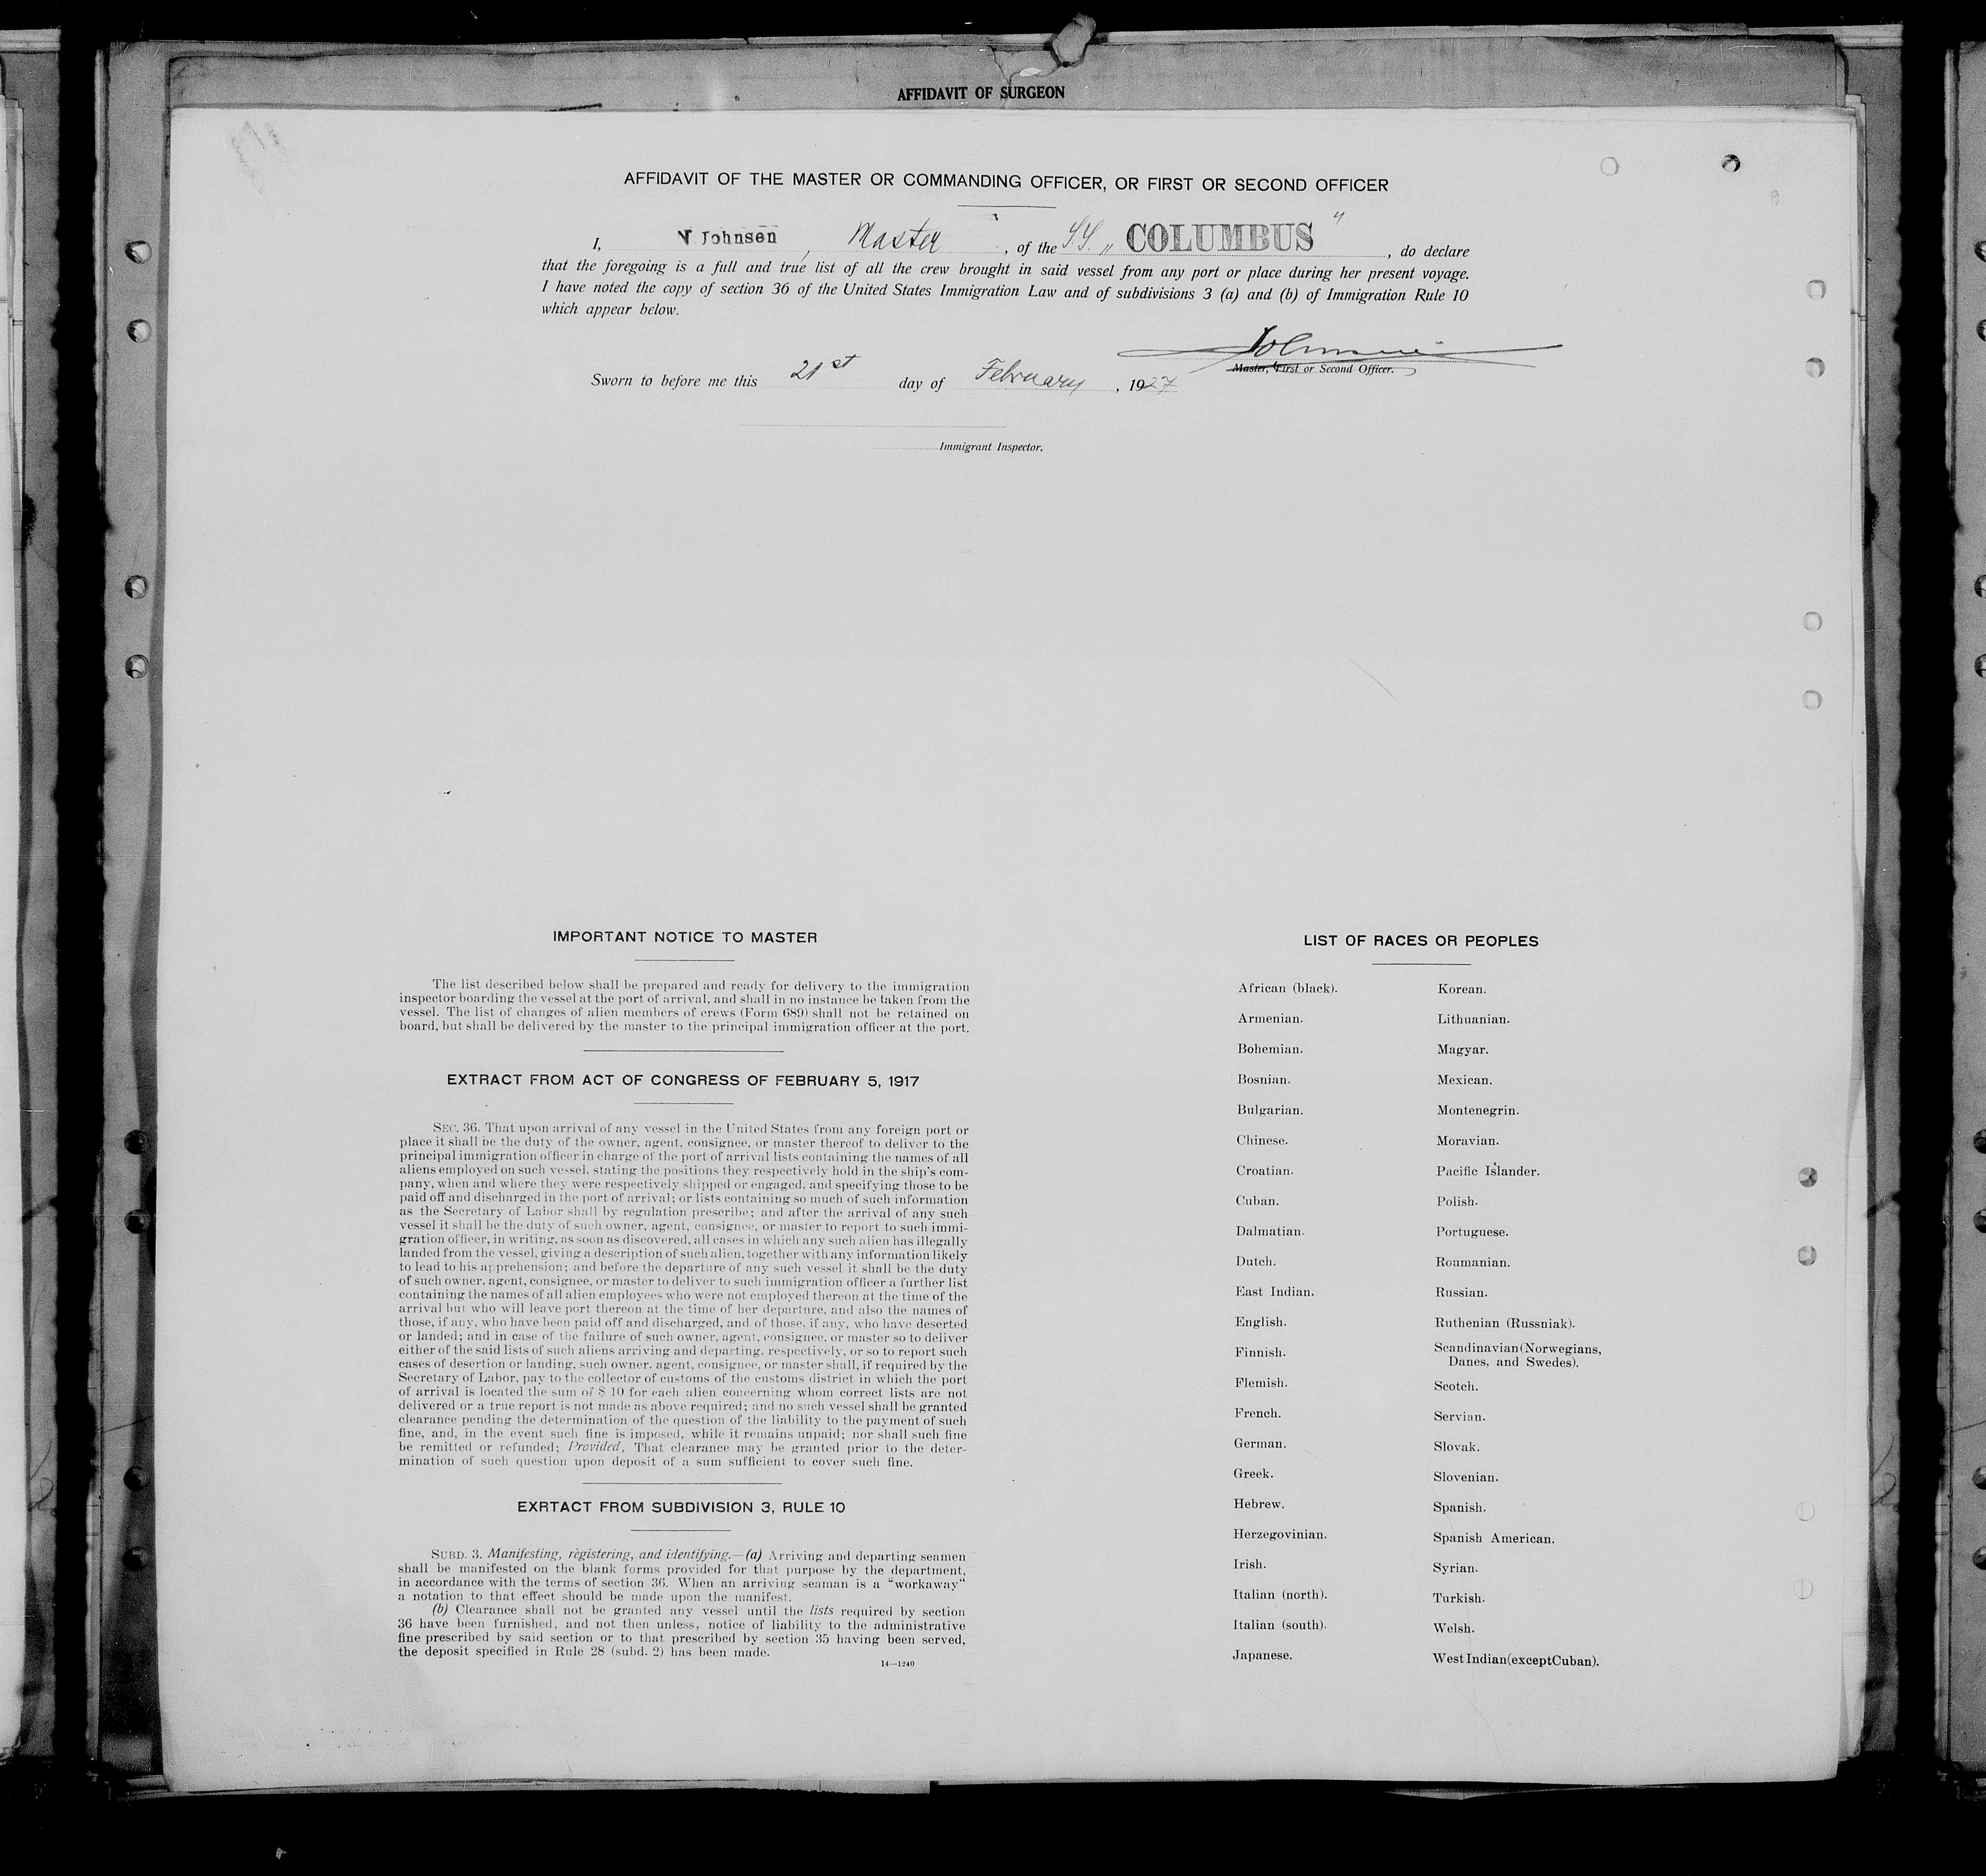 AFFIDAVIT OF SURGEON
AFFIDAVIT OF THE MASTER OR COMMANDING OFFICER, OR FIRST OR SECOND OFFICER
I, Johnsen, Master, of the S.S. „ COLUMBUS ", do declare
that the foregoing is a full and true list of all the crew brought in said vessel from any port or place during her present voyage.
I have noted the copy of section 36 of the United States Immigration Law and of subdivisions 3 (a) and (b) of Immigration Rule 10
which appear below.
Johnsen
Master, First or Second Officer.
Sworn to before me this 21st day of February, 1927
Immigrant Inspector.
IMPORTANT NOTICE TO MASTER
The list described below shall be prepared and ready for delivery to the immigration
inspector boarding the vessel at the port of arrival, and shall in no instance be taken from the
vessel. The list of changes of alien members of crews (Form 689) shall not be retained on
board, but shall be delivered by the master to the principal immigration officer at the port.
EXTRACT FROM ACT OF CONGRESS OF FEBRUARY 5, 1917
SEC. 36. That upon arrival of any vessel in the United States from any foreign port or
place it shall be the duty of the owner, agent, consignee, or master thereof to deliver to the
principal immigration officer in charge of the port of arrival lists containing the names of all
aliens employed on such vessel, stating the positions they respectively hold in the ship's com-
pany, when and where they were respectively shipped or engaged, and specifying those to be
paid off and discharged in the port of arrival; or lists containing so much of such information
as the Secretary of Labor shall by regulation prescribe; and after the arrival of any such
vessel it shall be the duty of such owner, agent, consignee, or master to report to such immi-
gration officer, in writing, as soon as discovered, all cases in which any such alien has illegally
landed from the vessel, giving a description of such alien, together with any information likely
to lead to his apprehension; and before the departure of any such vessel it shall be the duty
of such owner, agent, consignee, or master to deliver to such immigration officer a further list
containing the names of all alien employees who were not employed thereon at the time of the
arrival but who will leave port thereon at the time of her departure, and also the names of
those, if any, who have been paid off and discharged, and of those, if any, who have deserted
or landed; and in case of the failure of such owner, agent, consignee, or master so to deliver
either of the said lists of such aliens arriving and departing, respectively, or so to report such
cases of desertion or landing, such owner, agent, consignee, or master shall, if required by the
Secretary of Labor, pay to the collector of customs of the customs district in which the port
of arrival is located the sum of $ 10 for each alien concerning whom correct lists are not
delivered or a true report is not made as above required; and no such vessel shall be granted
clearance pending the determination of the question of the liability to the payment of such
fine, and, in the event such fine is imposed, while it remains unpaid; nor shall such fine
be remitted or refunded; Provided, That clearance may be granted prior to the deter-
mination of such question upon deposit of a sum sufficient to cover such fine.
EXRTACT FROM SUBDIVISION 3, RULE 10
SUBD. 3. Manifesting, registering, and identifying.—(a) Arriving and departing seamen
shall be manifested on the blank forms provided for that purpose by the department,
in accordance with the terms of section 36. When an arriving seaman is a "workaway"
a notation to that effect should be made upon the manifest.
(b) Clearance shall not be granted any vessel until the lists required by section
36 have been furnished, and not then unless, notice of liability to the administrative
fine prescribed by said section or to that prescribed by section 35 having been served,
the deposit specified in Rule 28 (subd. 2) has been made.
14—1240
LIST OF RACES OR PEOPLES
African (black).
Armenian.
Bohemian.
Bosnian.
Bulgarian.
Chinese.
Croatian.
Cuban.
Dalmatian.
Dutch.
East Indian.
English.
Finnish.
Flemish.
French.
German.
Greek.
Hebrew.
Herzegovinian.
Irish.
Italian (north).
Italian (south).
Japanese.
Korean.
Lithuanian.
Magyar.
Mexican.
Montenegrin.
Moravian.
Pacific Islander.
Polish.
Portuguese.
Roumanian.
Russian.
Ruthenian (Russniak).
Scandinavian (Norwegians,
Danes, and Swedes).
Scotch.
Servian.
Slovak.
Slovenian.
Spanish.
Spanish American.
Syrian.
Turkish.
Welsh.
West Indian (except Cuban).